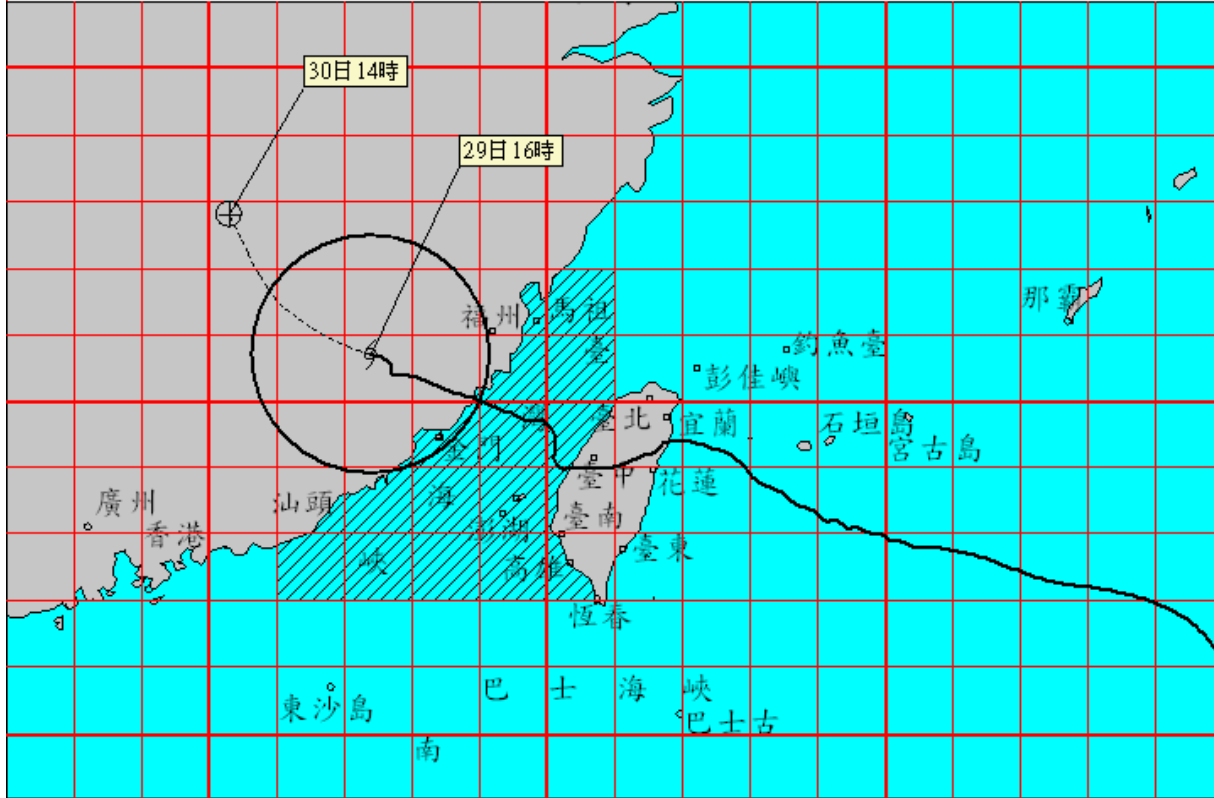 30日14時
29日16時
福州
馬祖
那霸
臺
釣魚臺
彭佳嶼
灣
臺北
宜蘭
石垣島
宮古島
金門
臺中
花蓮
廣州
汕頭
海
澎湖
臺南
香港
峽
高雄
臺東
恆春
巴士海峽
東沙島
巴士古
南